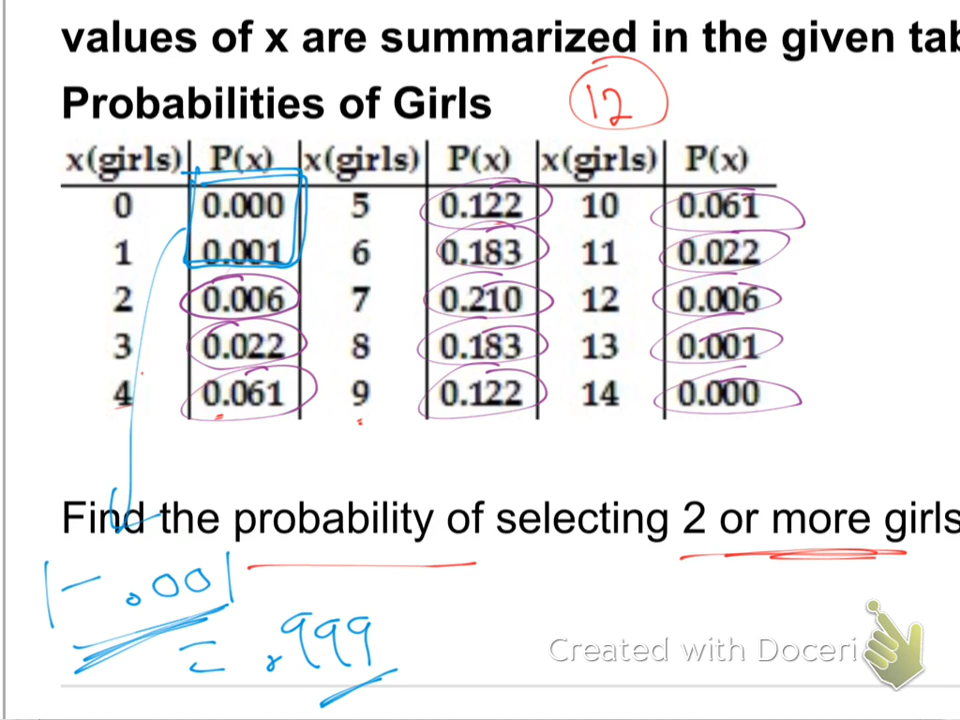 values of x are summarized in the given tab
Probabilities of Girls 12
x(girls) P(x) x(girls) P(x) x(girls) P(x)
0 0.000 5 0.122 10 0.061
1 0.001 6 0.183 11 0.022
2 0.006 7 0.210 12 0.006
3 0.022 8 0.183 13 0.001
4 0.061 9 0.122 14 0.000
Find the probability of selecting 2 or more girls
1-.001
= .999
Created with Doceri